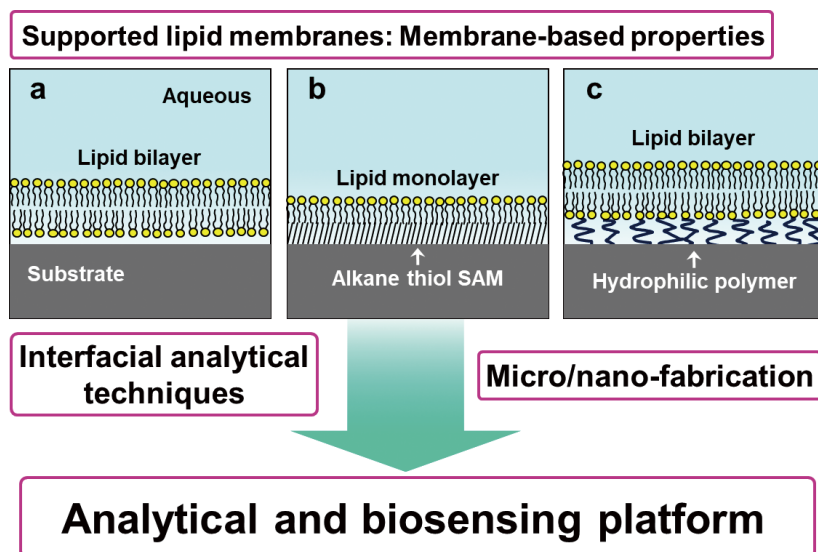 Supported lipid membranes: Membrane-based properties
a
Aqueous
Lipid bilayer
Substrate
b
Lipid monolayer
Alkane thiol SAM
c
Lipid bilayer
Hydrophilic polymer
Interfacial analytical
techniques
Micro/nano-fabrication
Analytical and biosensing platform